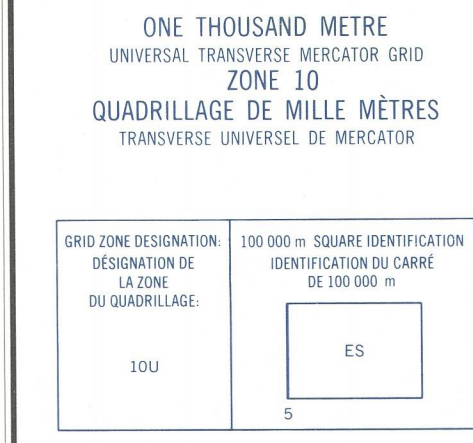 ONE THOUSAND METRE
UNIVERSAL TRANSVERSE MERCATOR GRID
ZONE 10
QUADRILLAGE DE MILLE MÈTRES
TRANSVERSE UNIVERSEL DE MERCATOR
GRID ZONE DESIGNATION:
DÉSIGNATION DE
LA ZONE
DU QUADRILLAGE:
10U
100 000 m SQUARE IDENTIFICATION
IDENTIFICATION DU CARRÉ
DE 100 000 m
ES
5